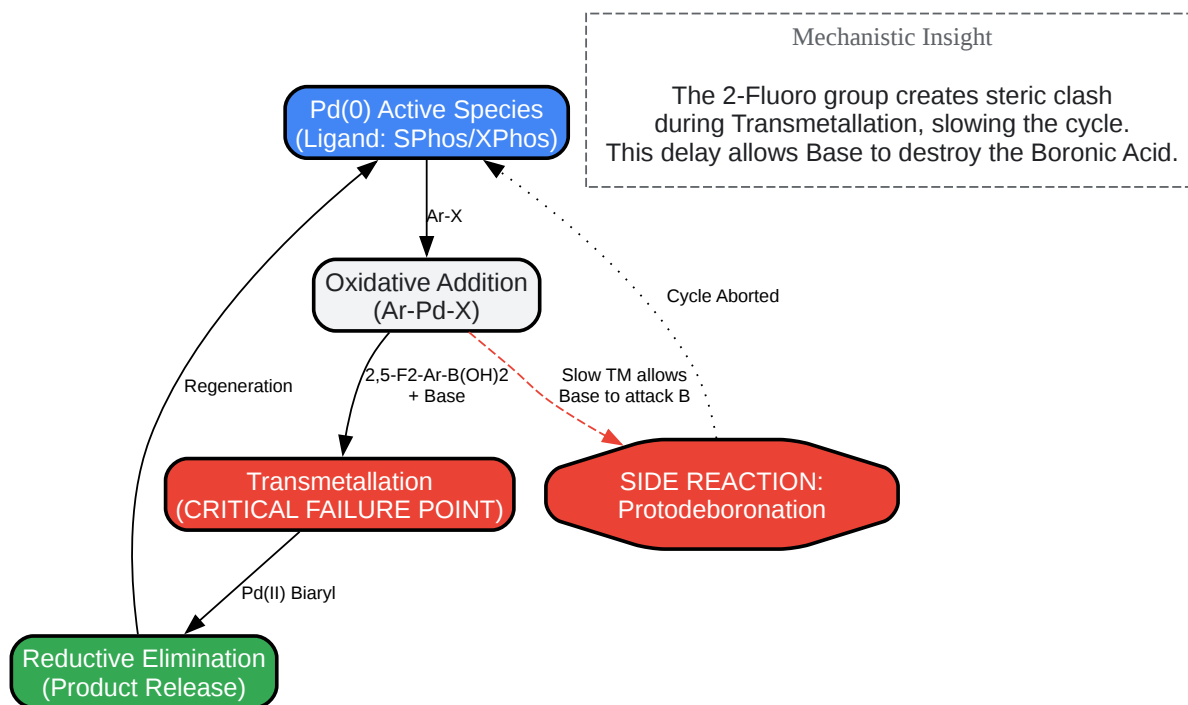 Mechanistic Insight
The 2-Fluoro group creates steric clash
during Transmetallation, slowing the cycle.
This delay allows Base to destroy the Boronic Acid.
Pd(0) Active Species
(Ligand: SPhos/XPhos)
Ar-X
Oxidative Addition
(Ar-Pd-X)
Cycle Aborted
Regeneration
2,5-F2-Ar-B(OH)2
+ Base
Slow TM allows
Base to attack B
Transmetallation
(CRITICAL FAILURE POINT)
SIDE REACTION:
Protodeboronation
Pd(II) Biaryl
Reductive Elimination
(Product Release)